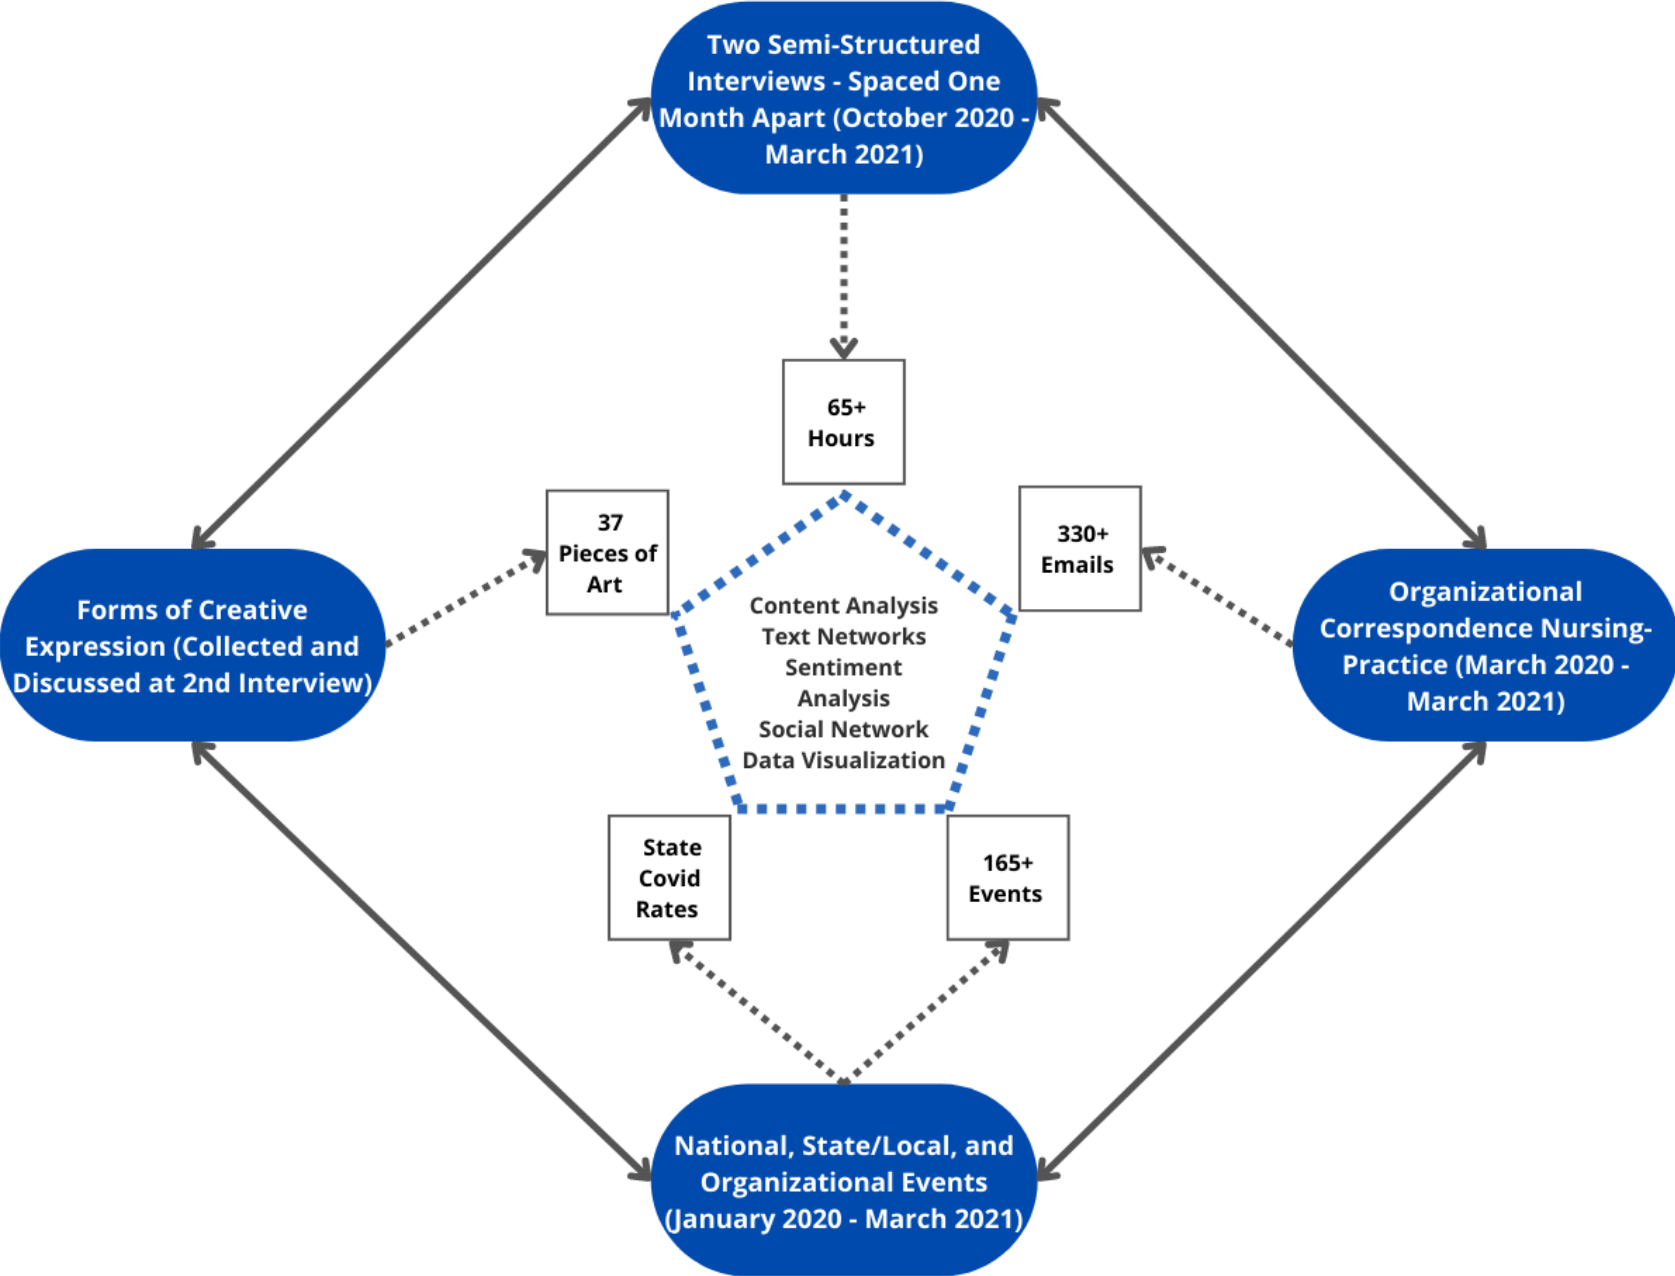 Two Semi-Structured
Interviews - Spaced One
Month Apart (October 2020 -
March 2021)
65+
Hours
37
Pieces of
Art
330+
Emails
Forms of Creative
Expression (Collected and
Discussed at 2nd Interview)
Content Analysis
Text Networks
Sentiment
Analysis
Social Network
Data Visualization
Organizational
Correspondence Nursing-
Practice (March 2020 -
March 2021)
State
Covid
Rates
165+
Events
National, State/Local, and
Organizational Events
(January 2020 - March 2021)